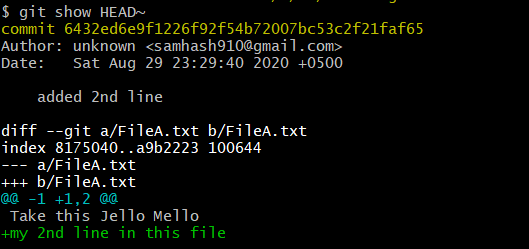 $ git show HEAD~
commit 6432ed6e9f1226f92f54b72007bc53c2f21faf65
Author: unknown <samhash910@gmail.com>
Date:   Sat Aug 29 23:29:40 2020 +0500
    added 2nd line
diff --git a/FileA.txt b/FileA.txt
index 8175040..a9b2223 100644
--- a/FileA.txt
+++ b/FileA.txt
@@ -1 +1,2 @@
 Take this Jello Mello
+my 2nd line in this file